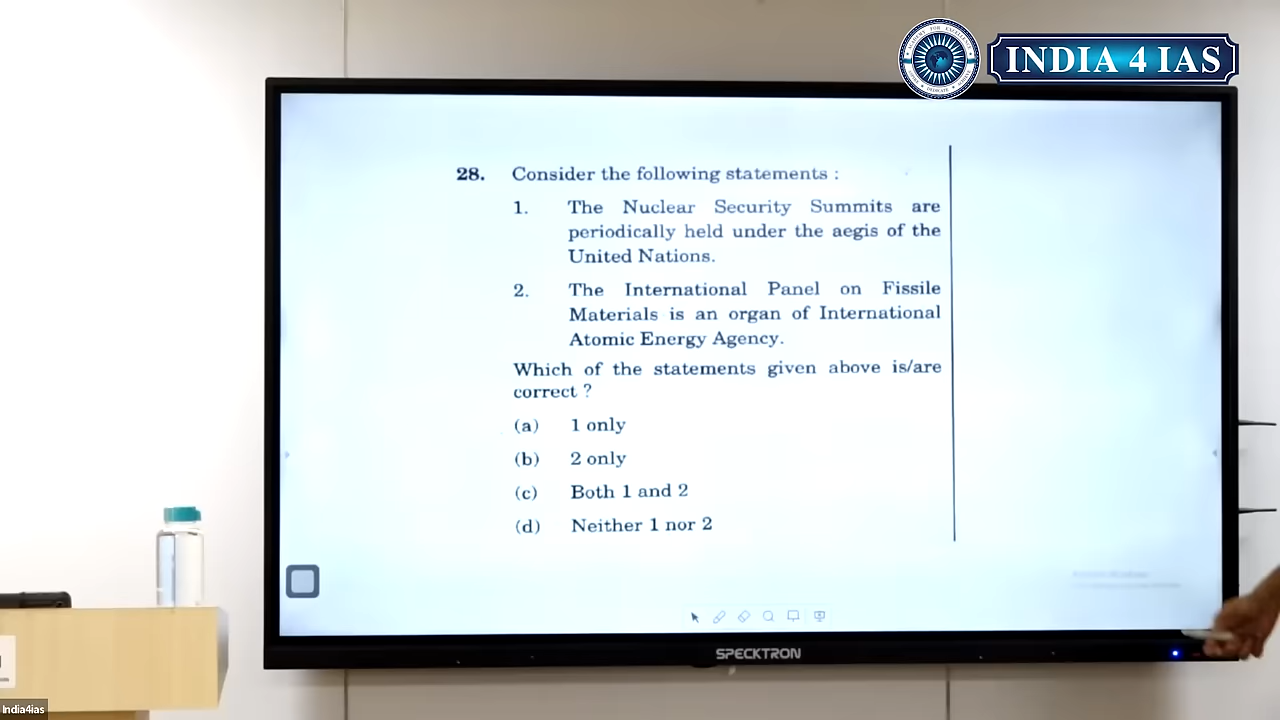 INDIA 4 IAS
28. Consider the following statements :
1. The Nuclear Security Summits are
periodically held under the aegis of the
United Nations.
2. The International Panel on Fissile
Materials is an organ of International
Atomic Energy Agency.
Which of the statements given above is/are
correct ?
(a) 1 only
(b) 2 only
(c) Both 1 and 2
(d) Neither 1 nor 2
SPECKTRON
India4ias